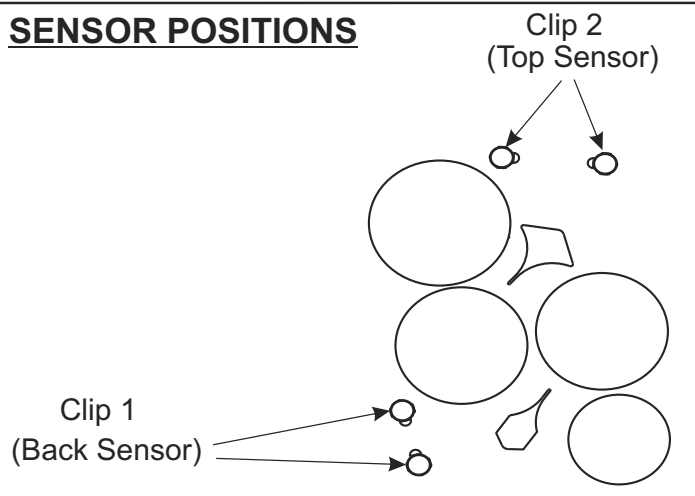 SENSOR POSITIONS
Clip 2
(Top Sensor)
Clip 1
(Back Sensor)